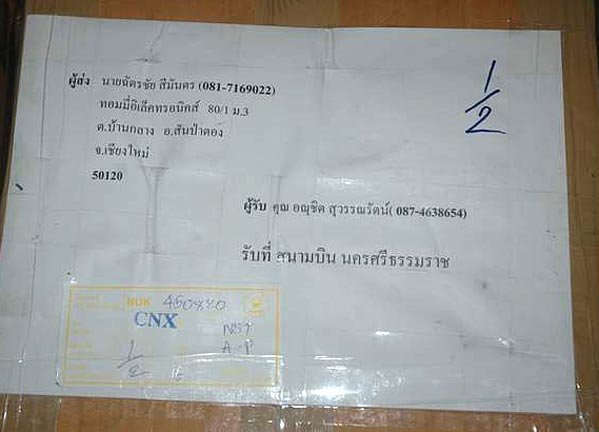 ผู้ส่ง นายฉัตรชัย สีมันตร (081-7169022)
ทอมมี่อิเล็คทรอนิคส์ 80/1 ม.3
ต.บ้านกลาง อ.สันป่าตอง
จ.เชียงใหม่
50120
1/2
ผู้รับ คุณ อณุชิต สุวรรณรัตน์( 087-4638654)
รับที่ สนามบิน นครศรีธรรมราช
NOK
CNX
A-P
1/2
16